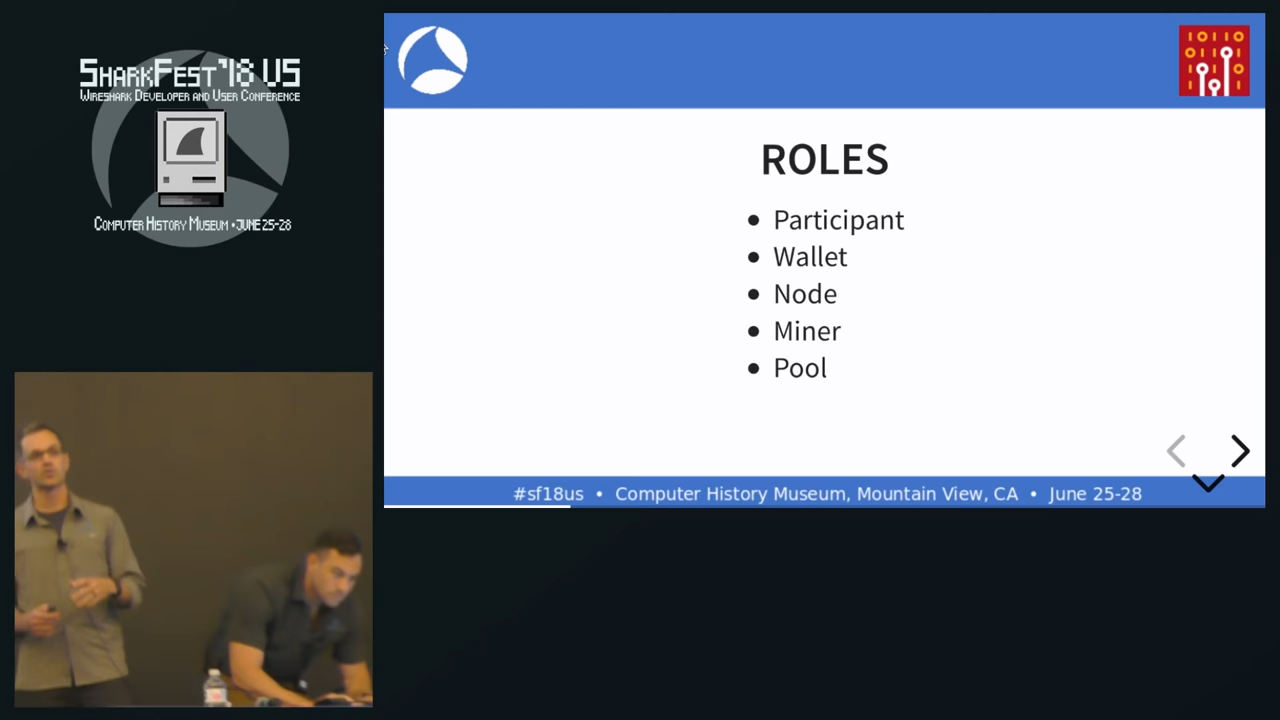 SHARKFEST'18 US
WIRESHARK DEVELOPER AND USER CONFERENCE
COMPUTER HISTORY MUSEUM • JUNE 25-28
ROLES
• Participant
• Wallet
• Node
• Miner
• Pool
#sf18us • Computer History Museum, Mountain View, CA • June 25-28